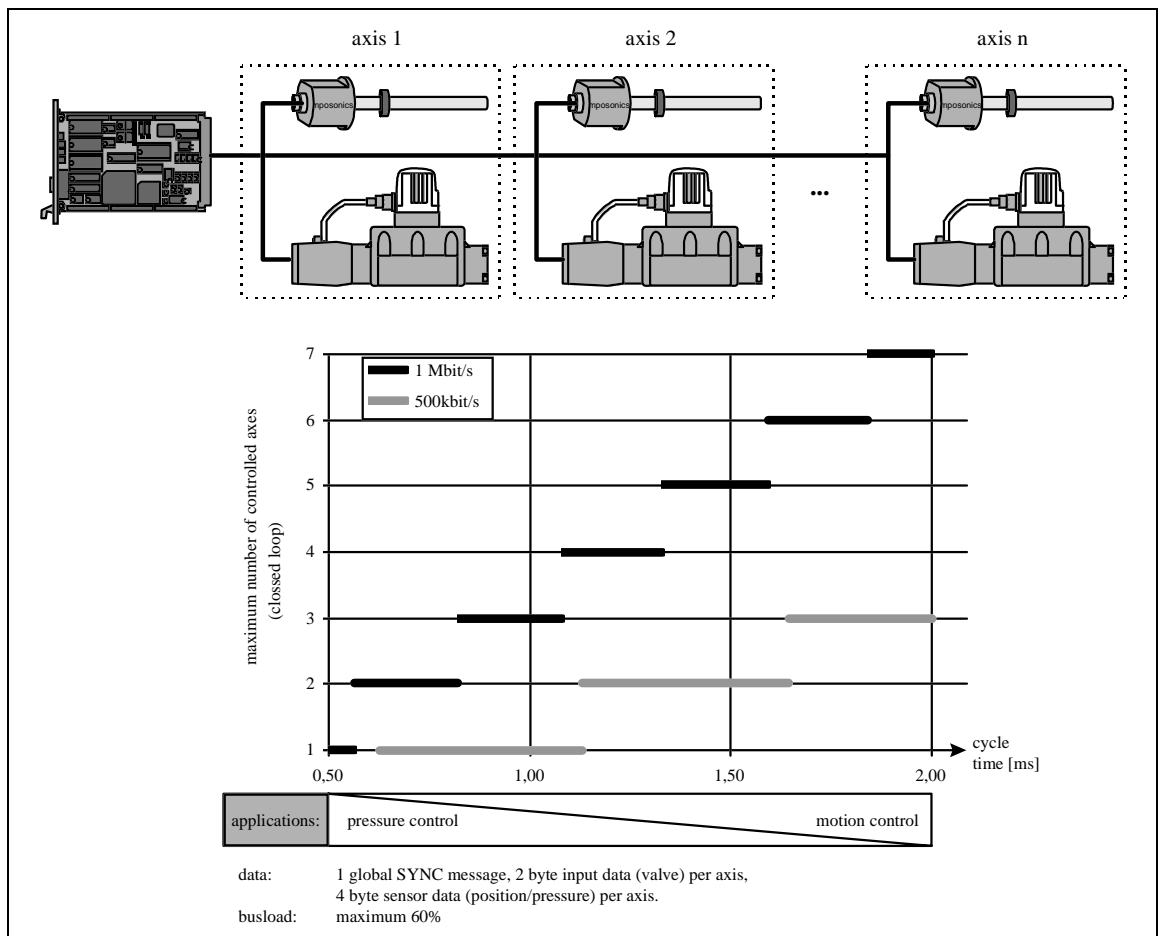 axis 1
axis 2
axis n
mposonics
mposonics
mposonics
...
1 Mbit/s
500kbit/s
maximum number of controlled axes
(clossed loop)
7
6
5
4
3
2
1
0,50
1,00
1,50
2,00
cycle
time [ms]
applications:
pressure control
motion control
data: 1 global SYNC message, 2 byte input data (valve) per axis,
4 byte sensor data (position/pressure) per axis.
busload: maximum 60%